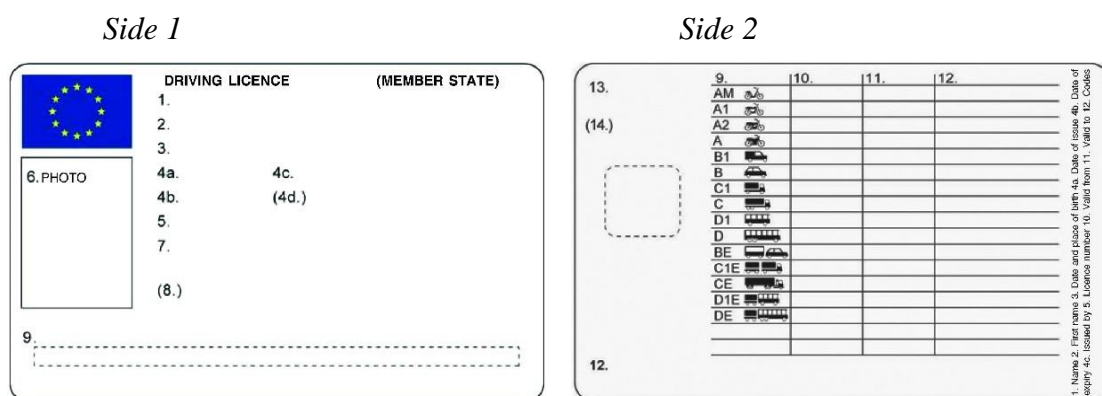 Side 1
Side 2
DRIVING LICENCE (MEMBER STATE)
1.
2.
3.
4a. 4c.
4b. (4d.)
5.
7.
(8.)
6. PHOTO
9.
13.
(14.)
12.
9. 10. 11. 12.
AM
A1
A2
A
B1
B
C1
C
D1
D
BE
C1E
CE
D1E
DE
1. Name 2. First name 3. Date and place of birth 4a. Date of issue 4b. Date of
expiry 4c. Issued by 5. Licence number 10. Valid from 11. Valid to 12. Codes